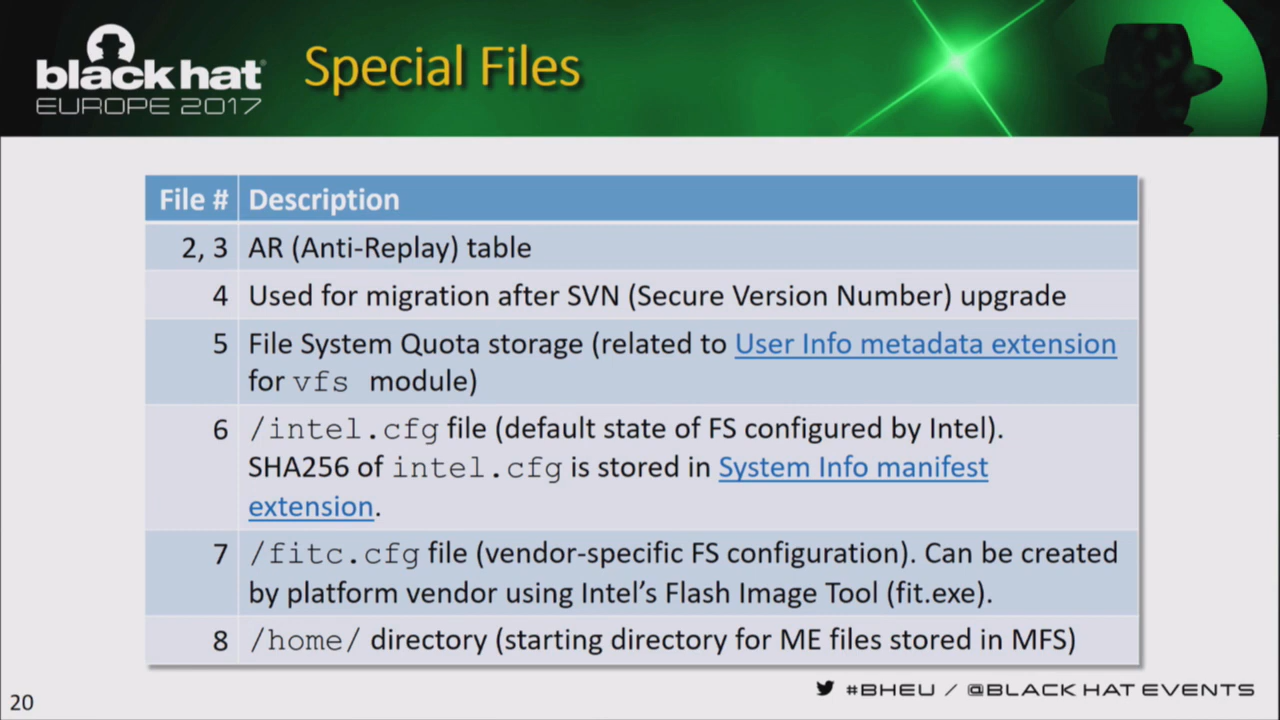 black hat
EUROPE 2017
Special Files
File # Description
2, 3 AR (Anti-Replay) table
4 Used for migration after SVN (Secure Version Number) upgrade
5 File System Quota storage (related to User Info metadata extension
for vfs module)
6 /intel.cfg file (default state of FS configured by Intel).
SHA256 of intel.cfg is stored in System Info manifest
extension.
7 /fitc.cfg file (vendor-specific FS configuration). Can be created
by platform vendor using Intel's Flash Image Tool (fit.exe).
8 /home/ directory (starting directory for ME files stored in MFS)
20
#BHEU / @BLACK HAT EVENTS